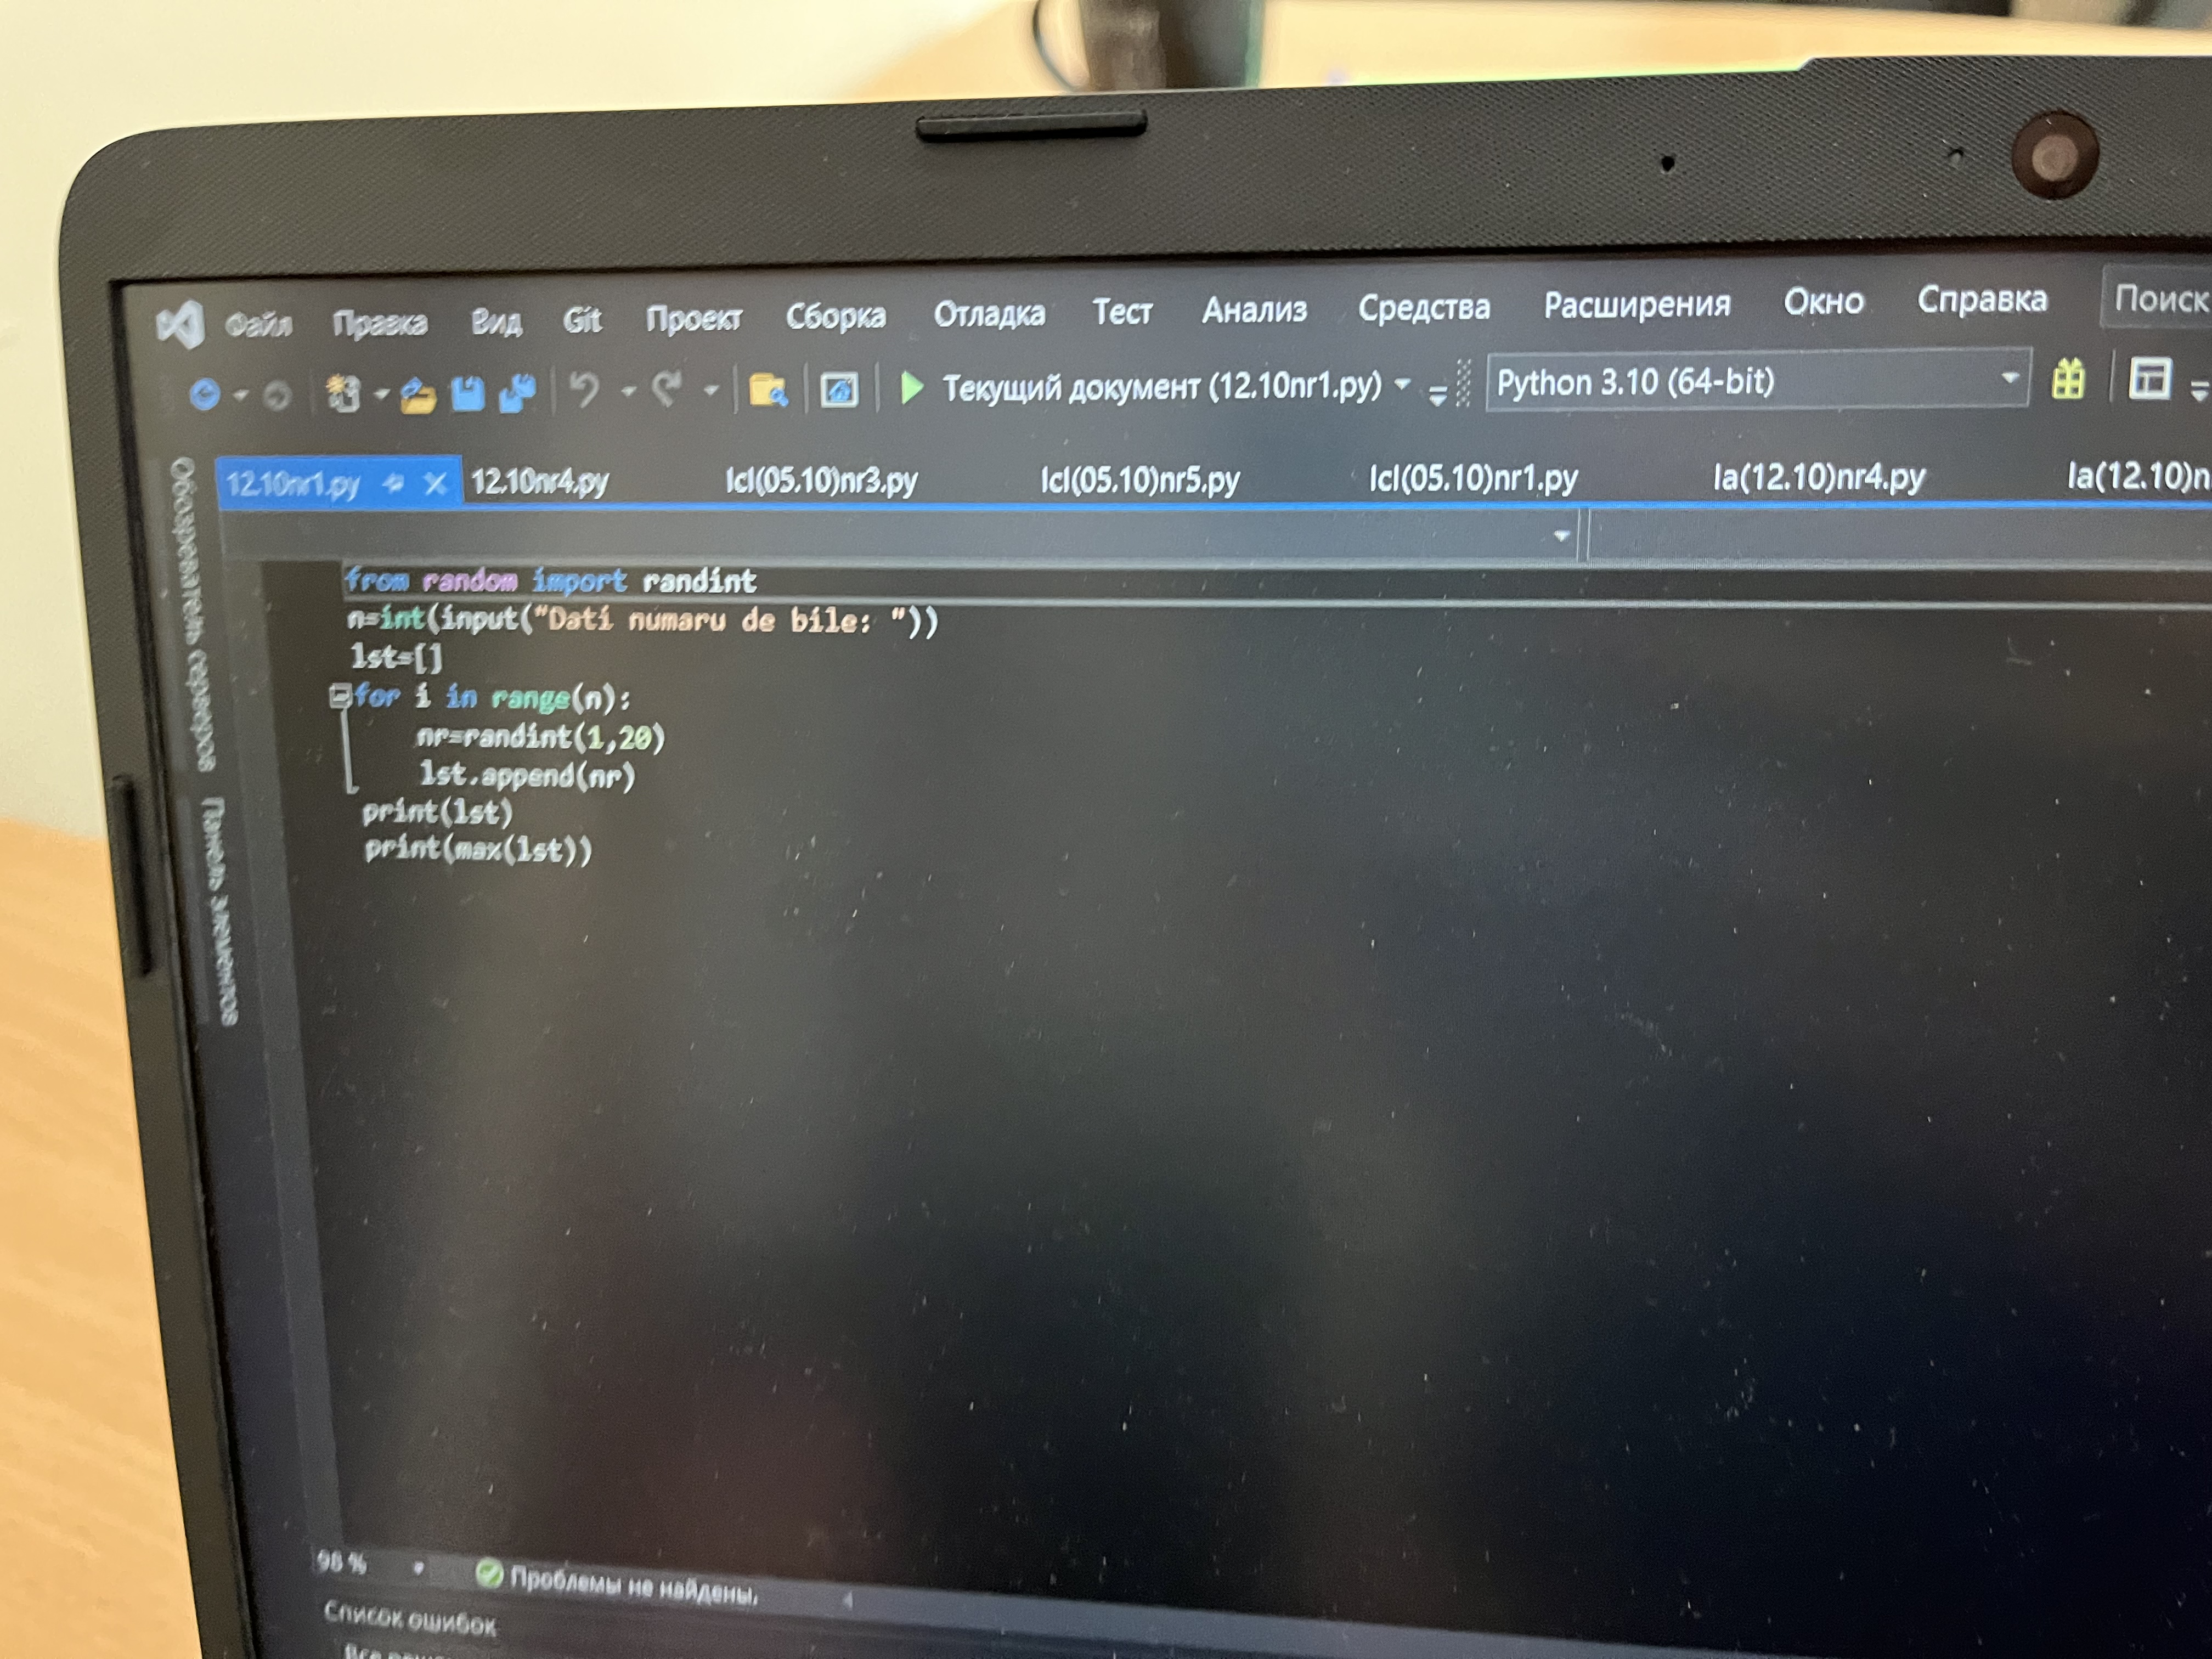 Файл Правка Вид Git Проект Сборка Отладка Тест Анализ Средства Расширения Окно Справка Поиск
Текущий документ (12.10nr1.py) Python 3.10 (64-bit)
12.10nr1.py 12.10nr4.py lcl(05.10)nr3.py lcl(05.10)nr5.py lcl(05.10)nr1.py la(12.10)nr4.py la(12.10)n
Обозреватель серверов
Панель элементов
from random import randint
n=int(input("Dati numaru de bile: "))
lst=[]
for i in range(n):
nr=randint(1,20)
lst.append(nr)
print(lst)
print(max(lst))
98 % Проблемы не найдены.
Список ошибок